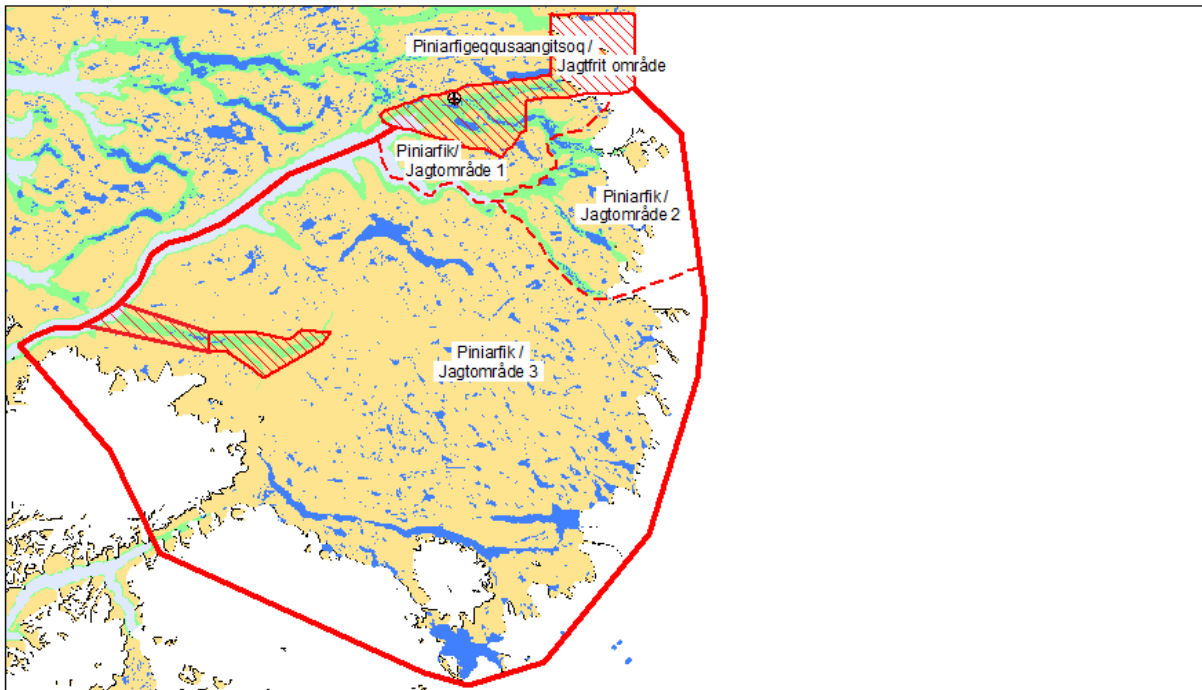 Piniarfigeqqusaangitsoq /
Jagtfrit område
Piniarfik/
Jagtområde 1
Piniarfik /
Jagtområde 2
Piniarfik /
Jagtområde 3